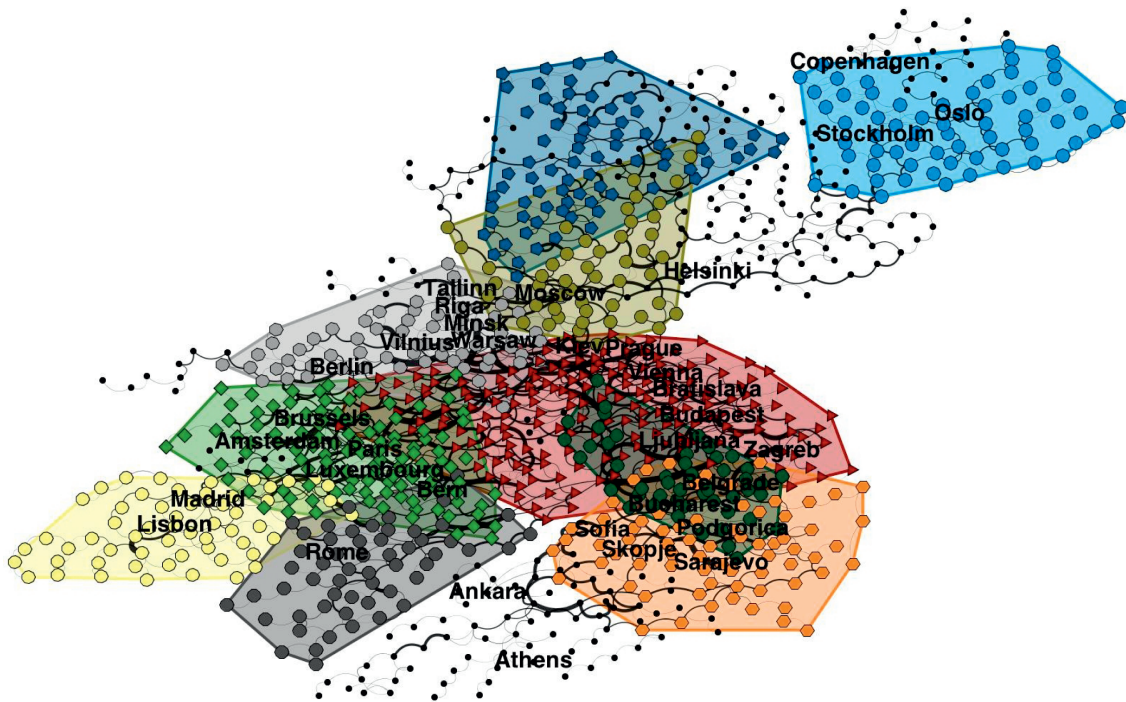 Copenhagen
Oslo
Stockholm
Helsinki
Tallinn
Moscow
Riga
Minsk
Vilnius
Warsaw
Kiev
Prague
Berlin
Vienna
Bratislava
Brussels
Budapest
Amsterdam
Paris
Ljubljana
Zagreb
Luxembourg
Bern
Belgrade
Madrid
Bucharest
Lisbon
Sofia
Podgorica
Rome
Skopje
Sarajevo
Ankara
Athens